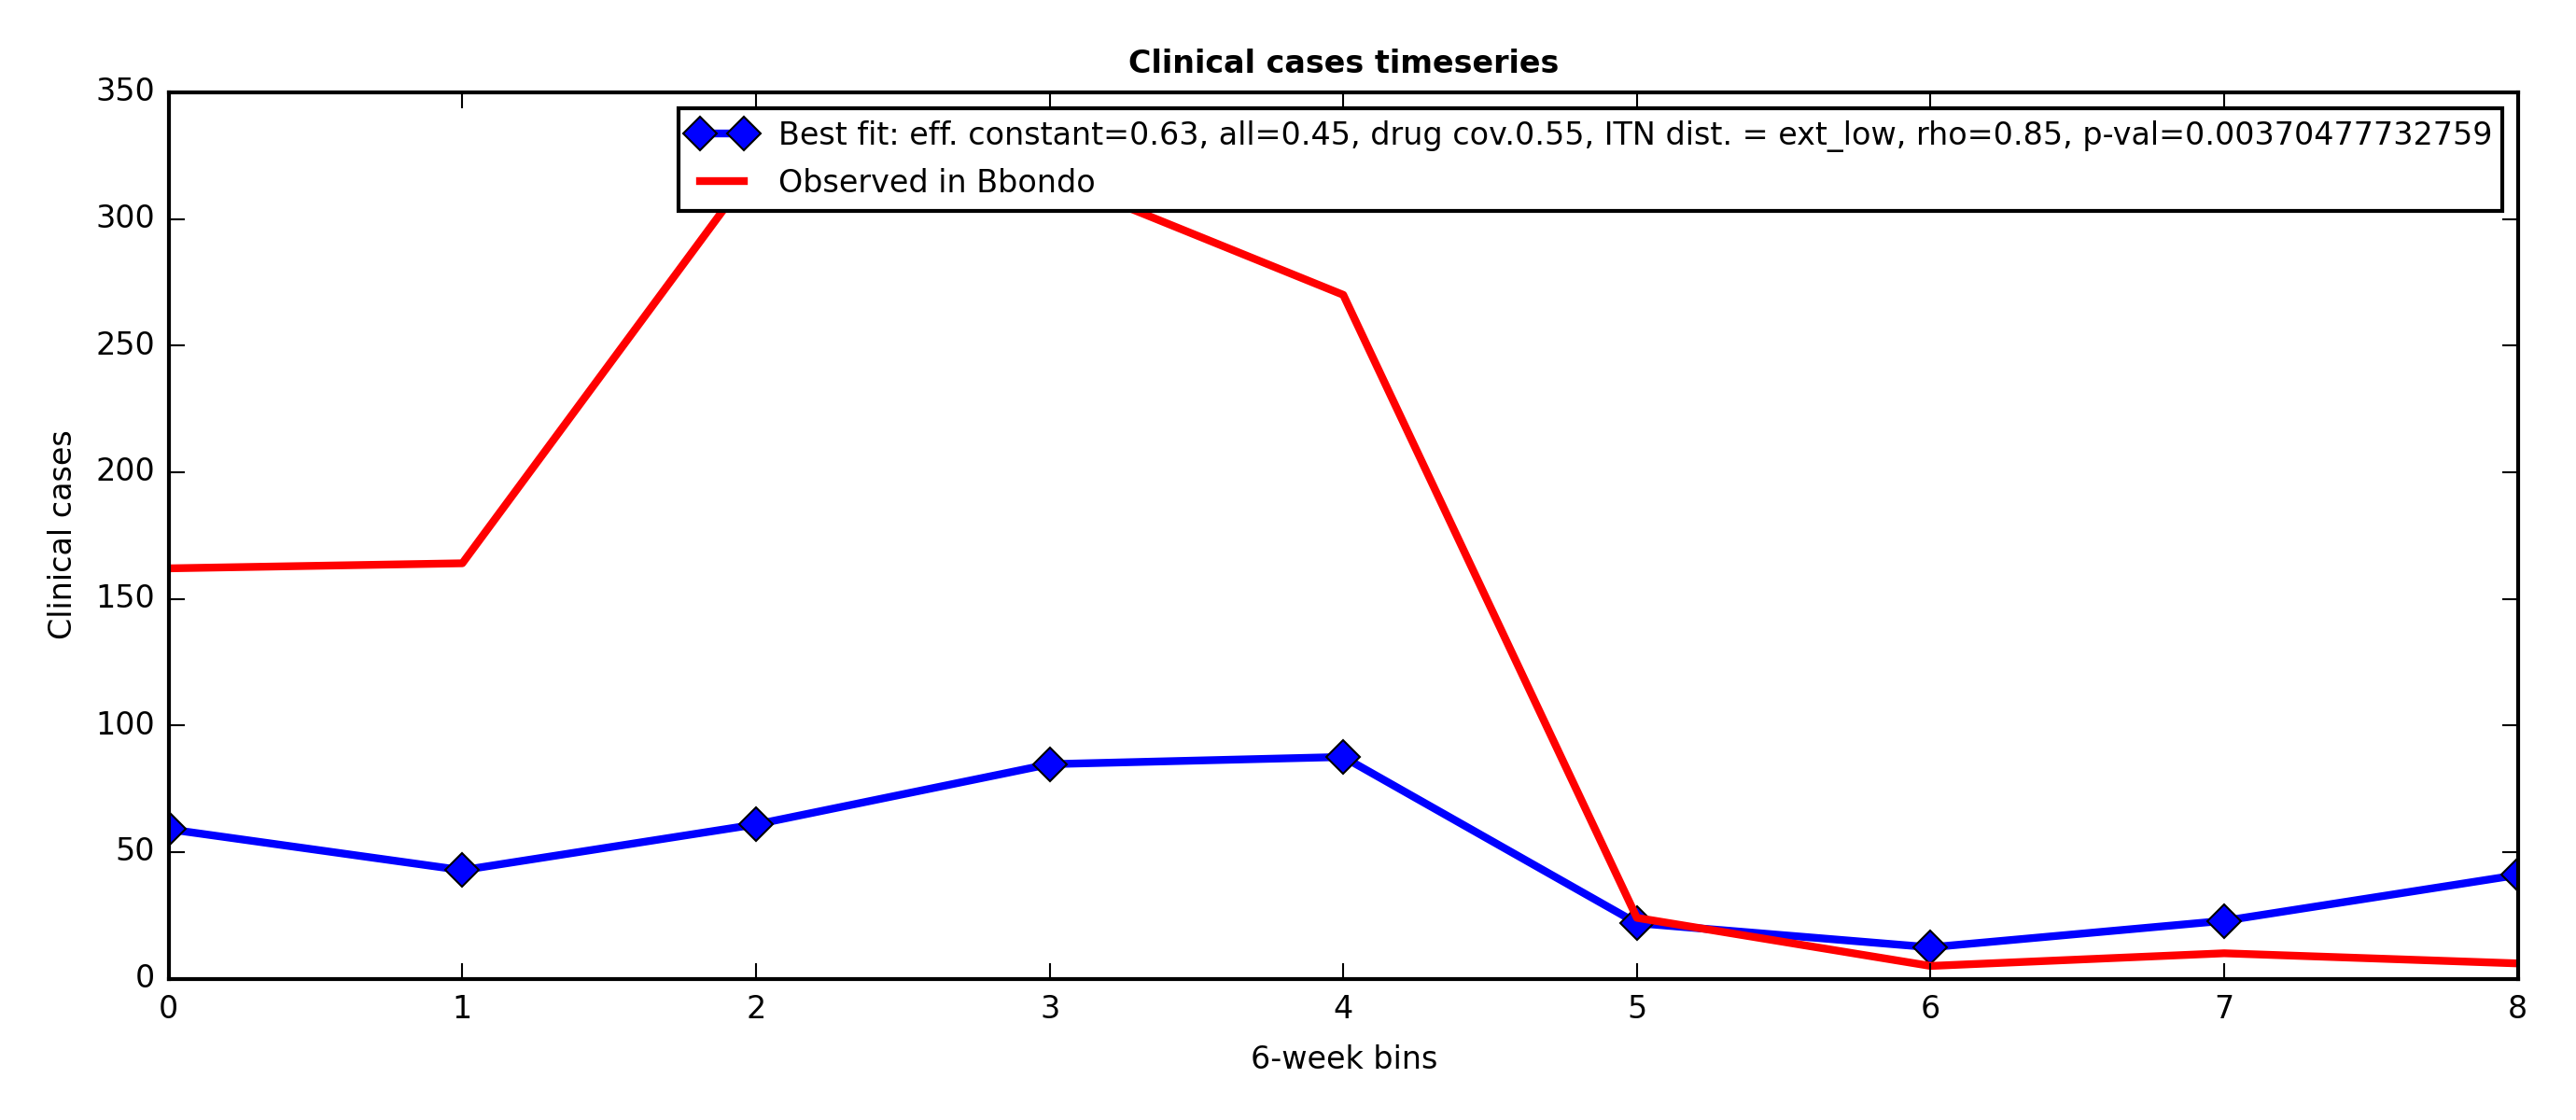 Clinical cases timeseries
Best fit: eff. constant=0.63, all=0.45, drug cov.0.55, ITN dist. = ext_low, rho=0.85, p-val=0.00370477732759
Observed in Bbondo
Clinical cases
350
300
250
200
150
100
50
0
0 1 2 3 4 5 6 7 8
6-week bins